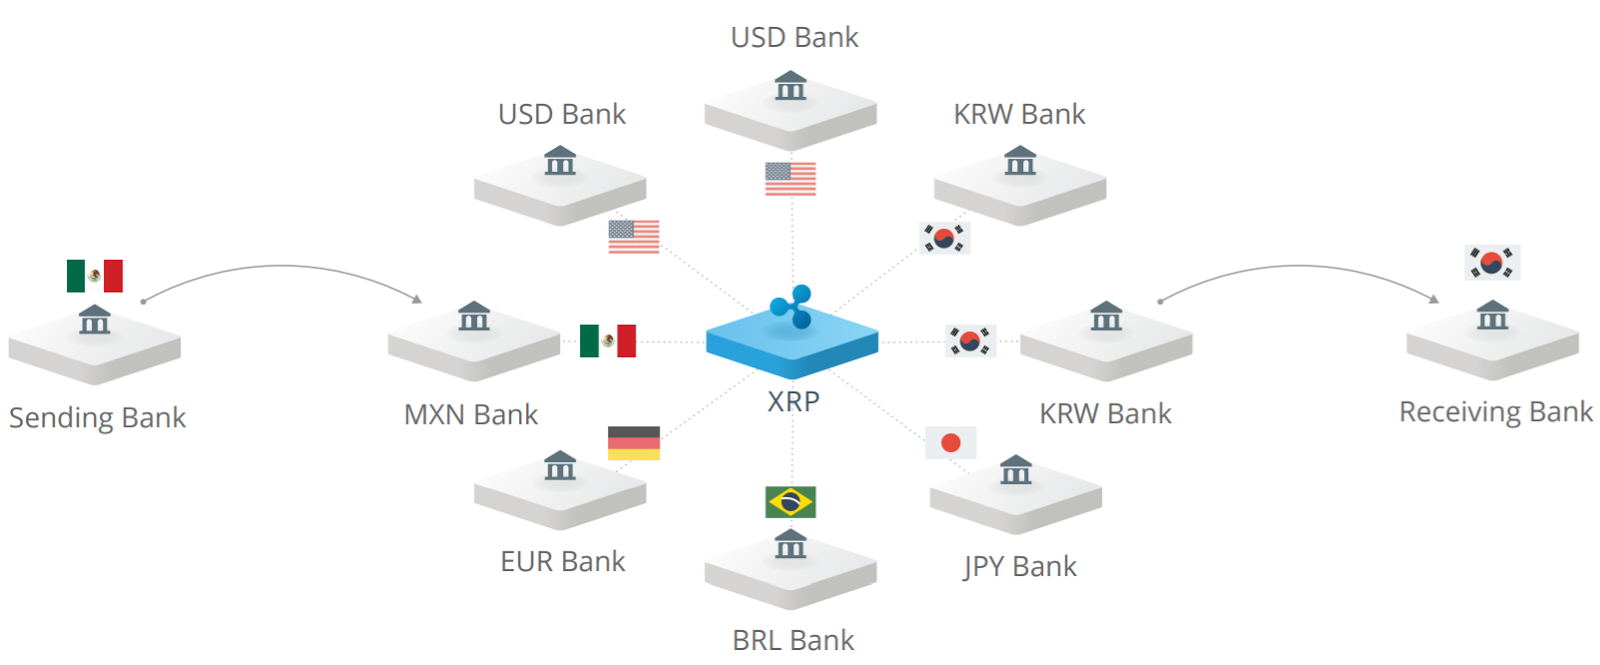 USD Bank
USD Bank
KRW Bank
Sending Bank
MXN Bank
XRP
KRW Bank
Receiving Bank
EUR Bank
JPY Bank
BRL Bank